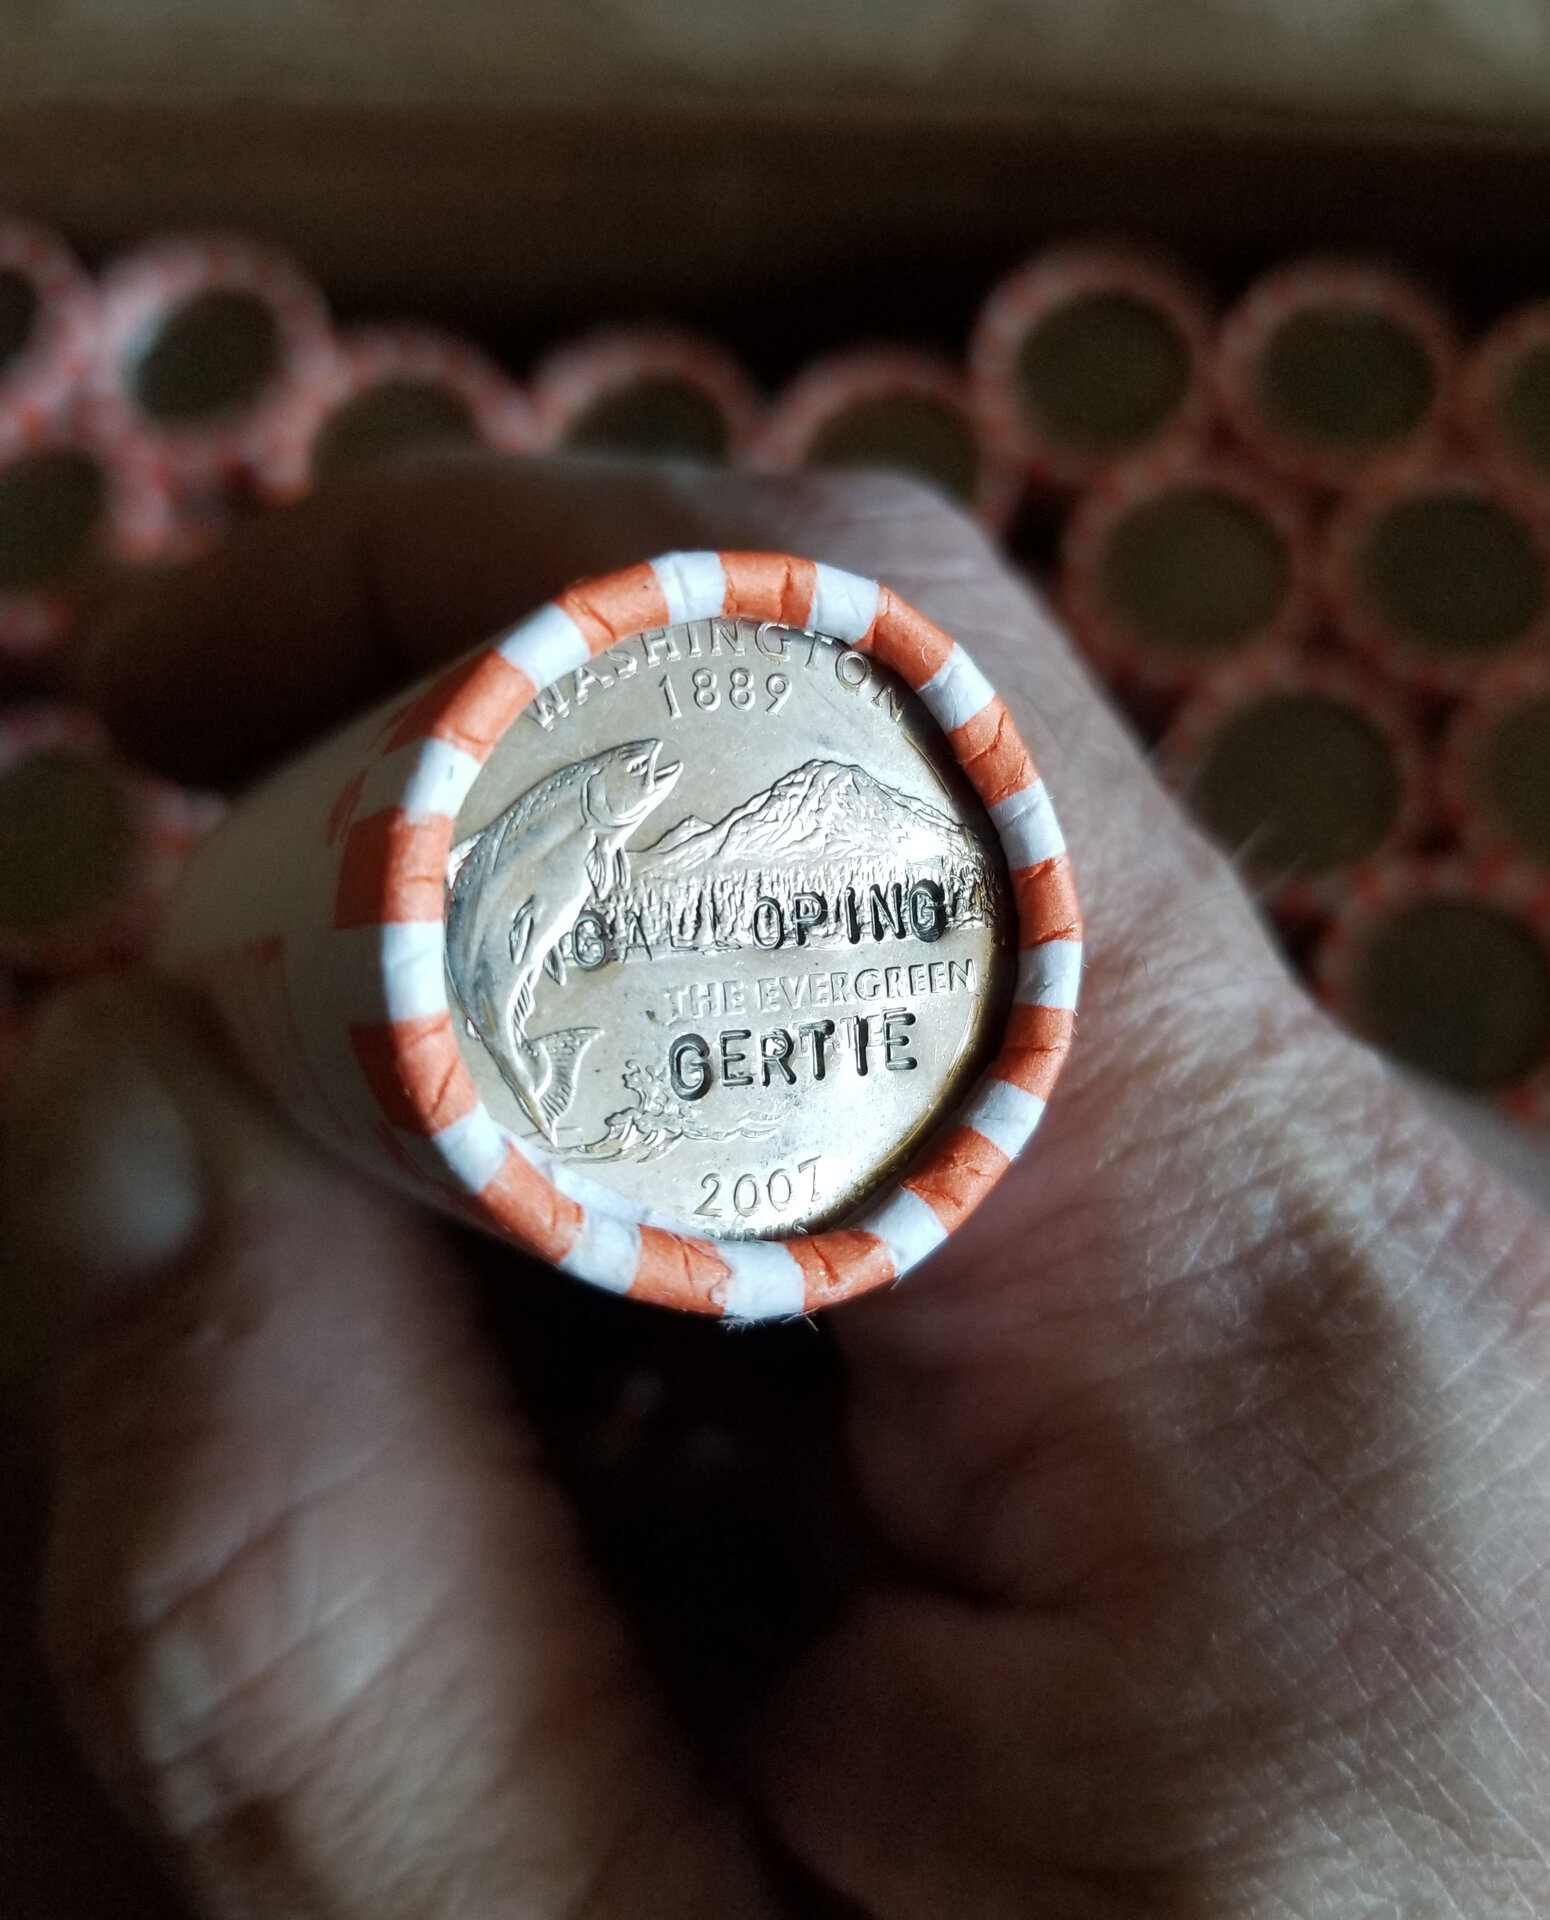 WASHINGTON
1889
GALLOPING
THE EVERGREEN
GERTIE
2007